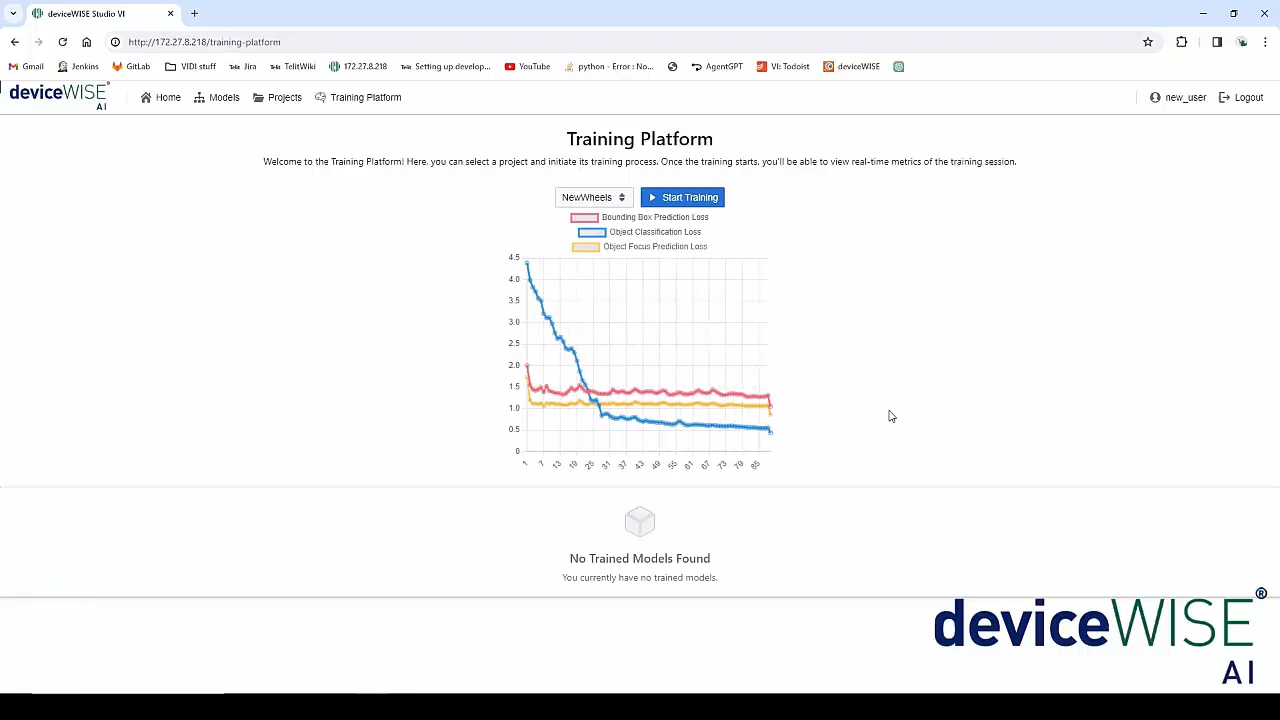 deviceWISE Studio VI
http://172.27.8.218/training-platform
Gmail Jenkins GitLab VIDI stuff Jira TelitWiki 172.27.8.218 Setting up develop... YouTube python - Error : No... AgentGPT VI: Todoist deviceWISE
deviceWISE® AI
Home Models Projects Training Platform new_user Logout
Training Platform
Welcome to the Training Platform! Here, you can select a project and initiate its training process. Once the training starts, you'll be able to view real-time metrics of the training session.
NewWheels Start Training
Bounding Box Prediction Loss
Object Classification Loss
Object Focus Prediction Loss
4.5
4.0
3.5
3.0
2.5
2.0
1.5
1.0
0.5
0
1 7 13 19 25 31 37 43 49 55 61 67 73 79 85
No Trained Models Found
You currently have no trained models.
deviceWISE®
AI